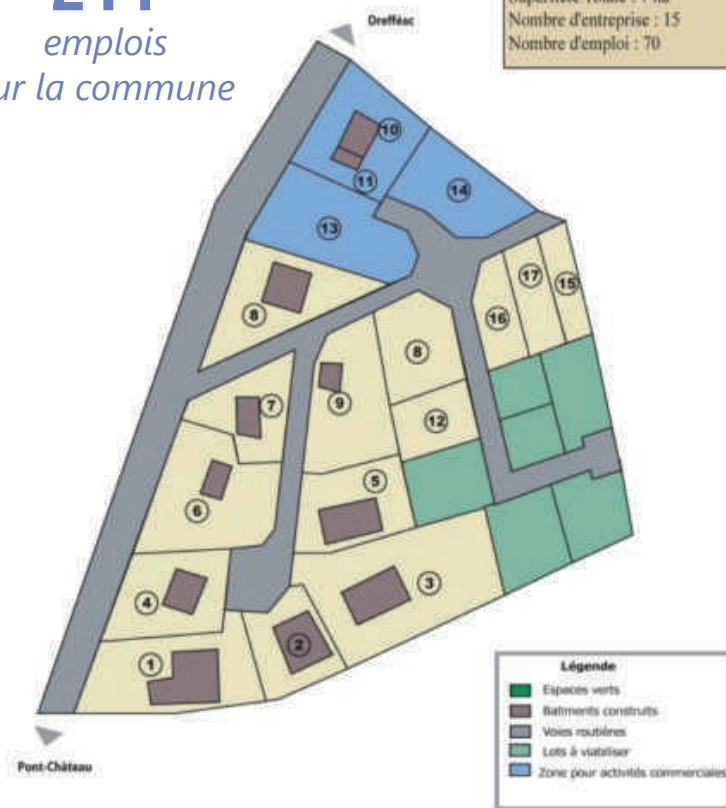 emplois
sur la commune
Drefféac
Nombre d'entreprise : 15
Nombre d'emploi : 70
10
11
14
13
17
15
16
8
8
7
9
12
6
5
4
3
2
1
Pont-Château
Légende
Espaces verts
Batiments construits
Voies routières
Lots à viabiliser
Zone pour activités commerciales